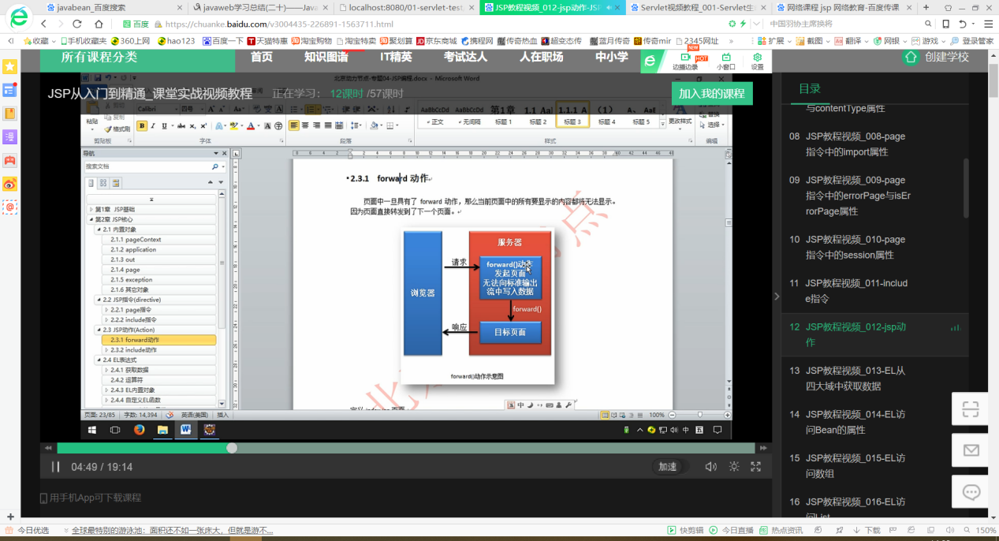 javabean_百度搜索
javaweb学习总结(二十)——Java
localhost:8080/01-servlet-test
JSP教程视频_012-jsp动作-JS
Servlet视频教程_001-Servlet生
网络课程 jsp 网络教育-百度传课
百度
https://chuanke.baidu.com/v3004435-226891-1563711.html
中国羽协主席换将
收藏
手机收藏夹
360上网
hao123
百度一下
天猫特惠
淘宝购物
淘宝特卖
聚划算
京东商城
携程网
传奇热血
超变态传
蓝月传奇
传奇mir
2345网址
扩展
截图
翻译
网银
游戏
登录管家
所有课程分类
首页
知识图谱
IT精英
考试达人
人在职场
中小学
NEW
HOT
边播边录
小窗口
设置
创建学校
北京动力节点-专题04-JSP编程.docx - Microsoft Word
JSP从入门到精通_课堂实战视频教程
正在学习：
12课时/57课时
加入我的课程
粘贴
格式刷
剪贴板
Calibri
四号
字体
段落
AaBbCcDd
AaBbCcDd
第1章
1.1 Aa
1.1.1 A
(1)
AaE
正文
无间隔
标题 1
标题 2
标题 3
标题 4
标题 5
样式
更改样式
选择
编辑
导航
搜索文档
第1章 JSP基础
第2章 JSP核心
2.1 内置对象
2.1.1 pageContext
2.1.2 application
2.1.3 out
2.1.4 page
2.1.5 exception
2.1.6 其它对象
2.2 JSP指令(directive)
2.2.1 page指令
2.2.2 include指令
2.3 JSP动作(Action)
2.3.1 forward动作
2.3.2 include动作
2.4 EL表达式
2.4.1 获取数据
2.4.2 运算符
2.4.3 EL内置对象
2.4.4 自定义EL函数
2.3.1 forward 动作
页面中一旦具有了 forward 动作，那么当前页面中的所有要显示的内容都将无法显示。
因为页面直接转发到了下一个页面。
服务器
请求
forward()动作
发起页面
无法向标准输出
流中写入数据
浏览器
forward()
响应
目标页面
forward()动作示意图
页面: 23/85
字数: 14,394
英语(美国)
插入
100%
04:49 / 19:14
加速
用手机App可下载课程
目录
与contentType属性
08 JSP教程视频_008-page
指令中的import属性
09 JSP教程视频_009-page
指令中的errorPage与isEr
rorPage属性
10 JSP教程视频_010-page
指令中的session属性
11 JSP教程视频_011-includ
e指令
12 JSP教程视频_012-jsp动
作
13 JSP教程视频_013-EL从
四大域中获取数据
14 JSP教程视频_014-EL访
问Bean的属性
15 JSP教程视频_015-EL访
问数组
16 JSP教程视频_016-EL访
问List
今日优选
全球最特别的游泳池：面积还不如一张床大，但就是游不...
快剪辑
今日直播
热点资讯
下载
150%